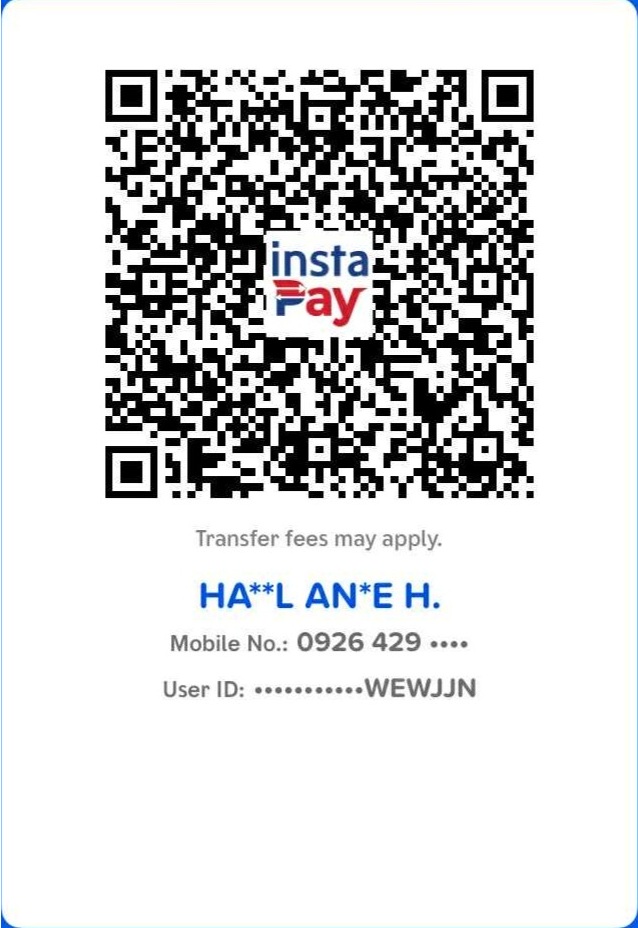 insta
Pay
Transfer fees may apply.
HA**L AN*E H.
Mobile No.: 0926 429 ••••
User ID: •••••••••••WEWJJN